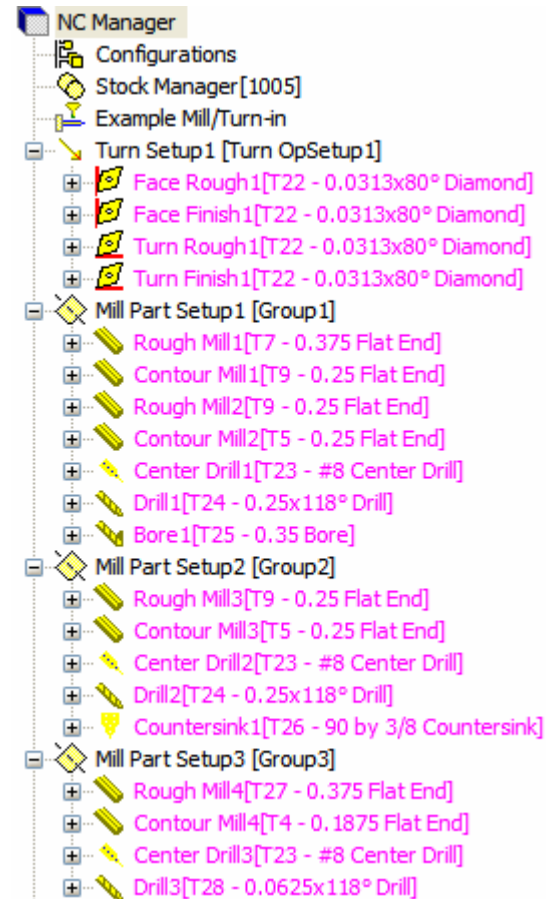 NC Manager
Configurations
Stock Manager[1005]
Example Mill/Turn-in
Turn Setup1 [Turn OpSetup1]
Face Rough1[T22 - 0.0313x80° Diamond]
Face Finish1[T22 - 0.0313x80° Diamond]
Turn Rough1[T22 - 0.0313x80° Diamond]
Turn Finish1[T22 - 0.0313x80° Diamond]
Mill Part Setup1 [Group1]
Rough Mill1[T7 - 0.375 Flat End]
Contour Mill1[T9 - 0.25 Flat End]
Rough Mill2[T9 - 0.25 Flat End]
Contour Mill2[T5 - 0.25 Flat End]
Center Drill1[T23 - #8 Center Drill]
Drill1[T24 - 0.25x118° Drill]
Bore1[T25 - 0.35 Bore]
Mill Part Setup2 [Group2]
Rough Mill3[T9 - 0.25 Flat End]
Contour Mill3[T5 - 0.25 Flat End]
Center Drill2[T23 - #8 Center Drill]
Drill2[T24 - 0.25x118° Drill]
Countersink1[T26 - 90 by 3/8 Countersink]
Mill Part Setup3 [Group3]
Rough Mill4[T27 - 0.375 Flat End]
Contour Mill4[T4 - 0.1875 Flat End]
Center Drill3[T23 - #8 Center Drill]
Drill3[T28 - 0.0625x118° Drill]